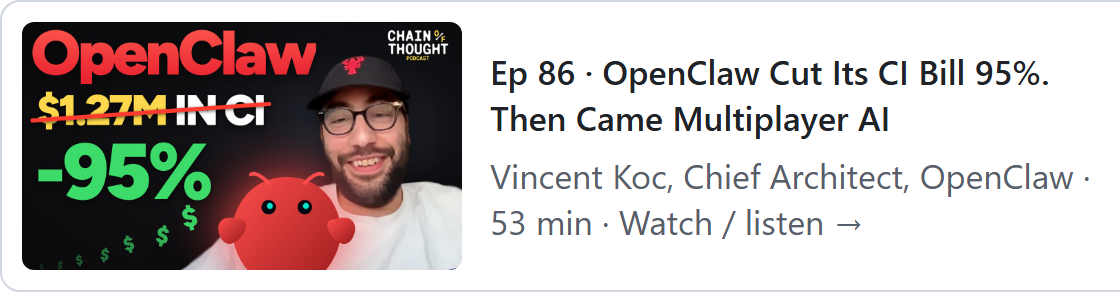 OpenClaw
$1.27M IN CI
-95%
$ $ $ $ $ $ $
CHAIN OF
THOUGHT
PODCAST
Ep 86 · OpenClaw Cut Its CI Bill 95%.
Then Came Multiplayer AI
Vincent Koc, Chief Architect, OpenClaw ·
53 min · Watch / listen →